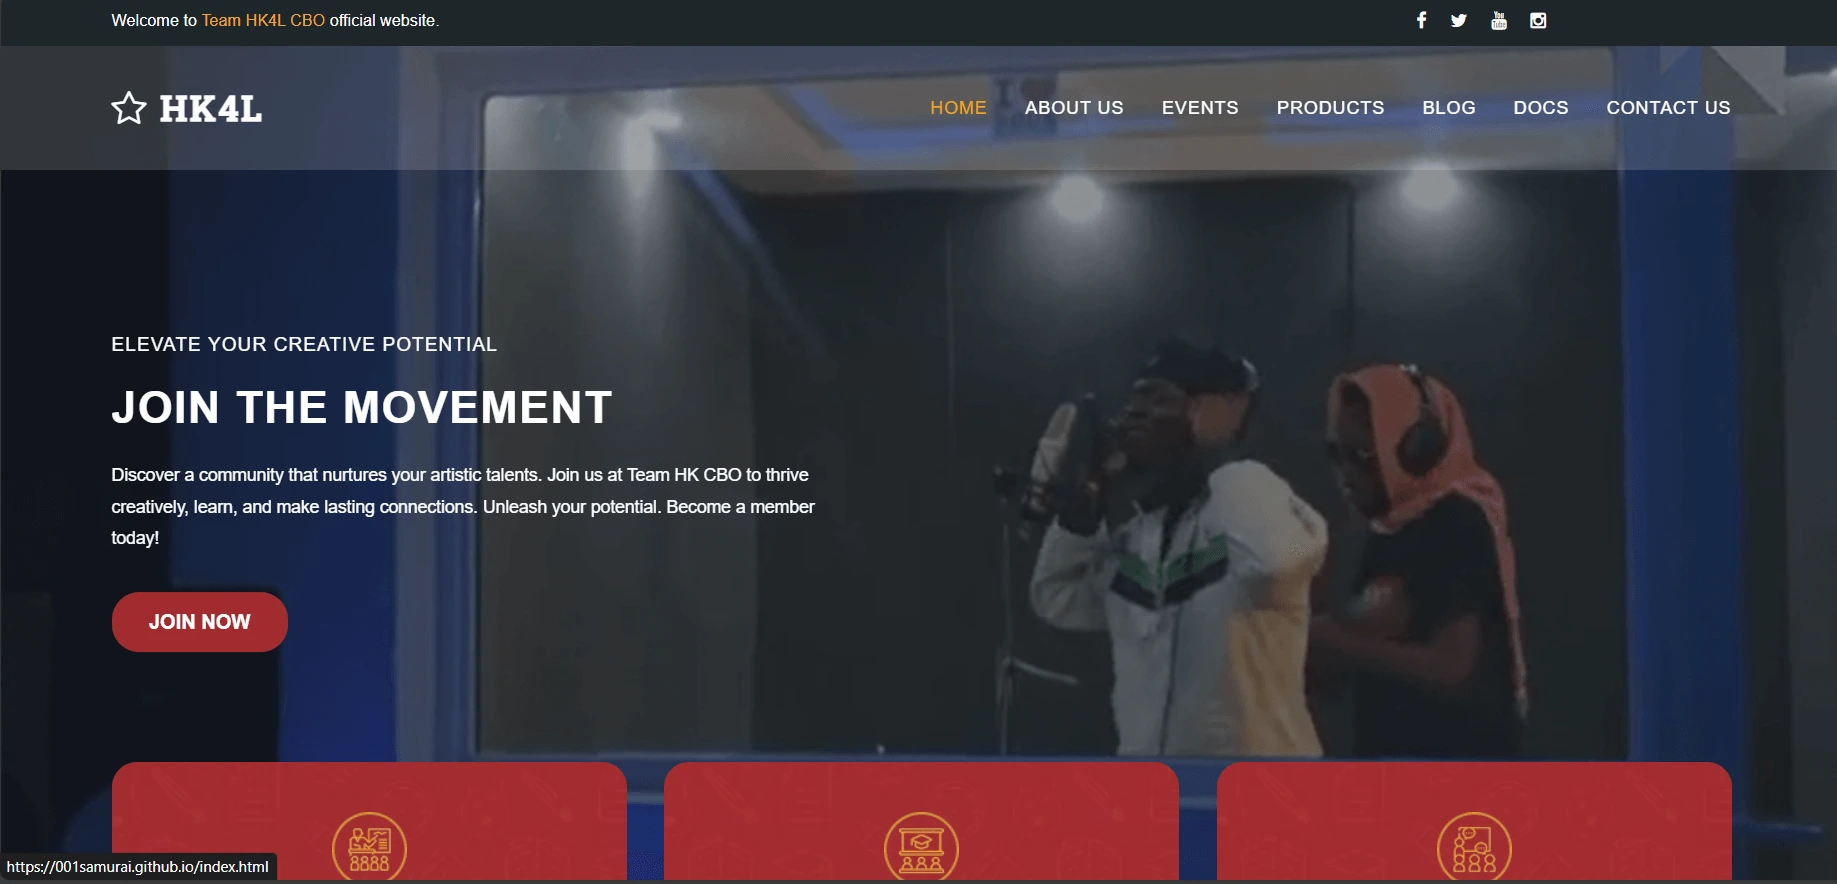 Welcome to Team HK4L CBO official website.
HK4L
HOME ABOUT US EVENTS PRODUCTS BLOG DOCS CONTACT US
ELEVATE YOUR CREATIVE POTENTIAL
JOIN THE MOVEMENT
Discover a community that nurtures your artistic talents. Join us at Team HK CBO to thrive
creatively, learn, and make lasting connections. Unleash your potential. Become a member
today!
JOIN NOW
https://001samurai.github.io/index.html